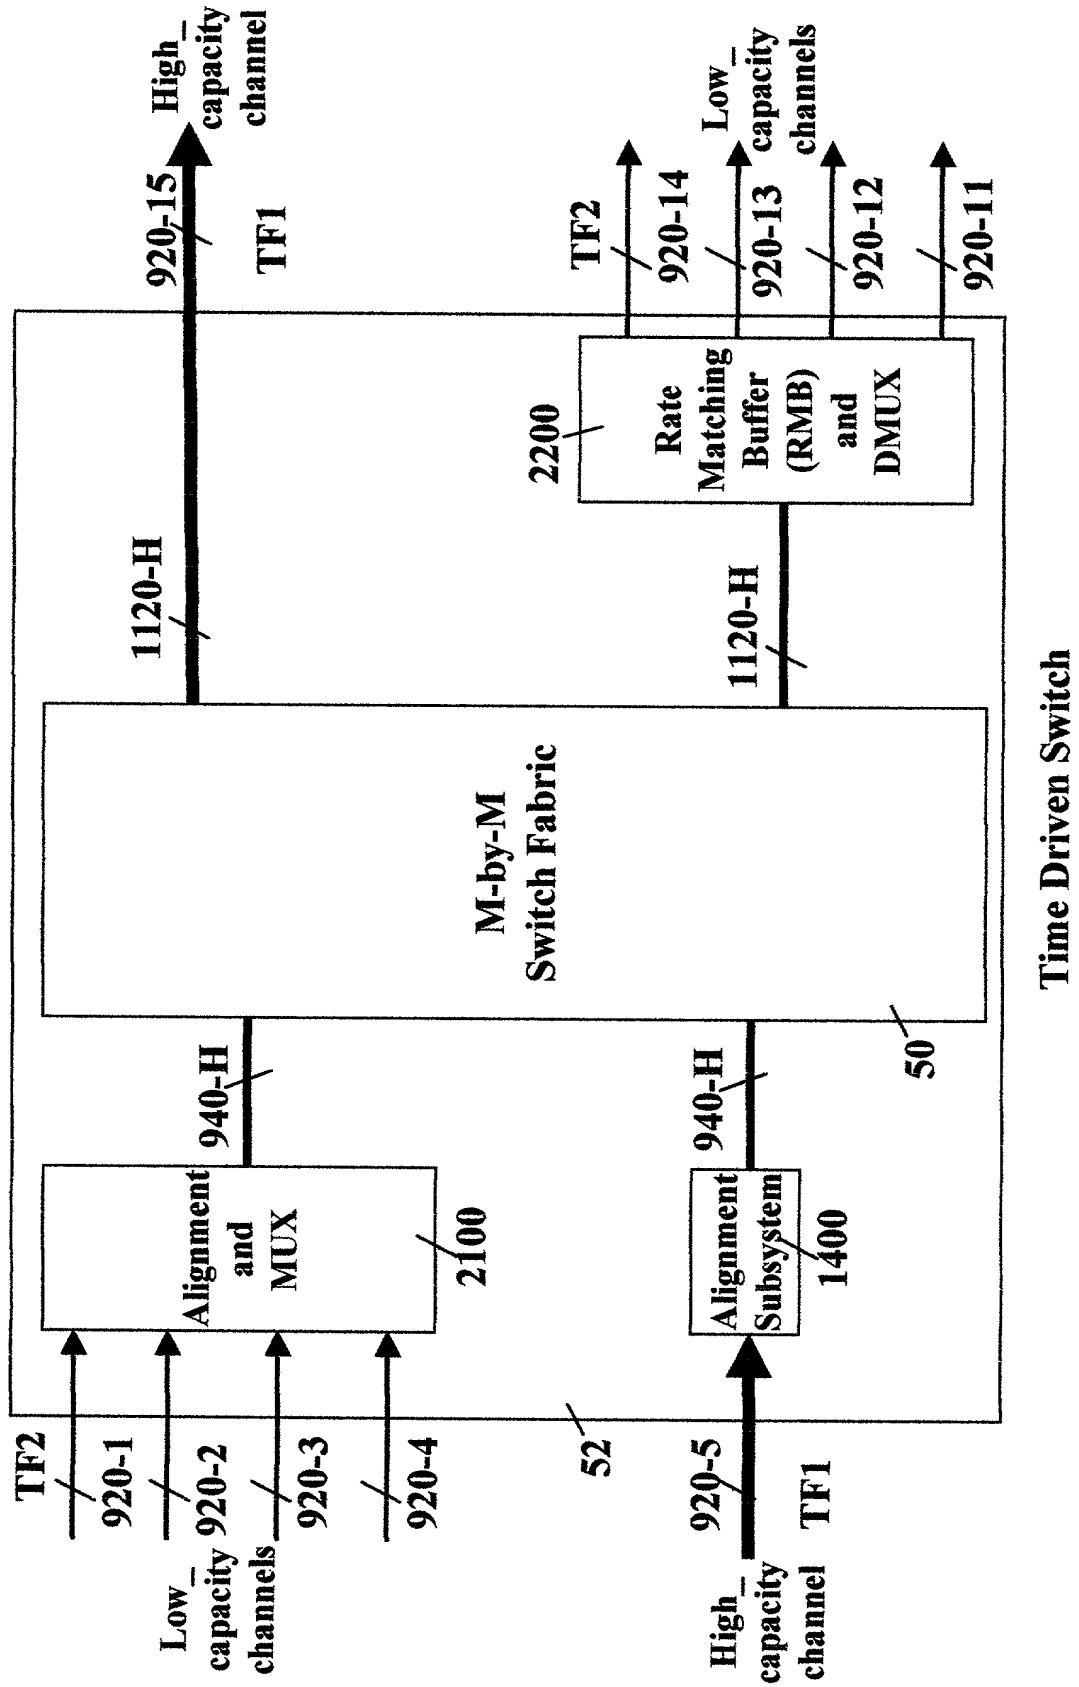 TF2
920-1
920-2
920-3
920-4
Low_
capacity
channels
Alignment
and
MUX
2100
940-H
High_
capacity
channel
920-5
TF1
Alignment
Subsystem
1400
940-H
52
M-by-M
Switch Fabric
50
1120-H
920-15
TF1
High_
capacity
channel
1120-H
2200
Rate
Matching
Buffer
(RMB)
and
DMUX
TF2
920-14
920-13
920-12
920-11
Low_
capacity
channels
Time Driven Switch